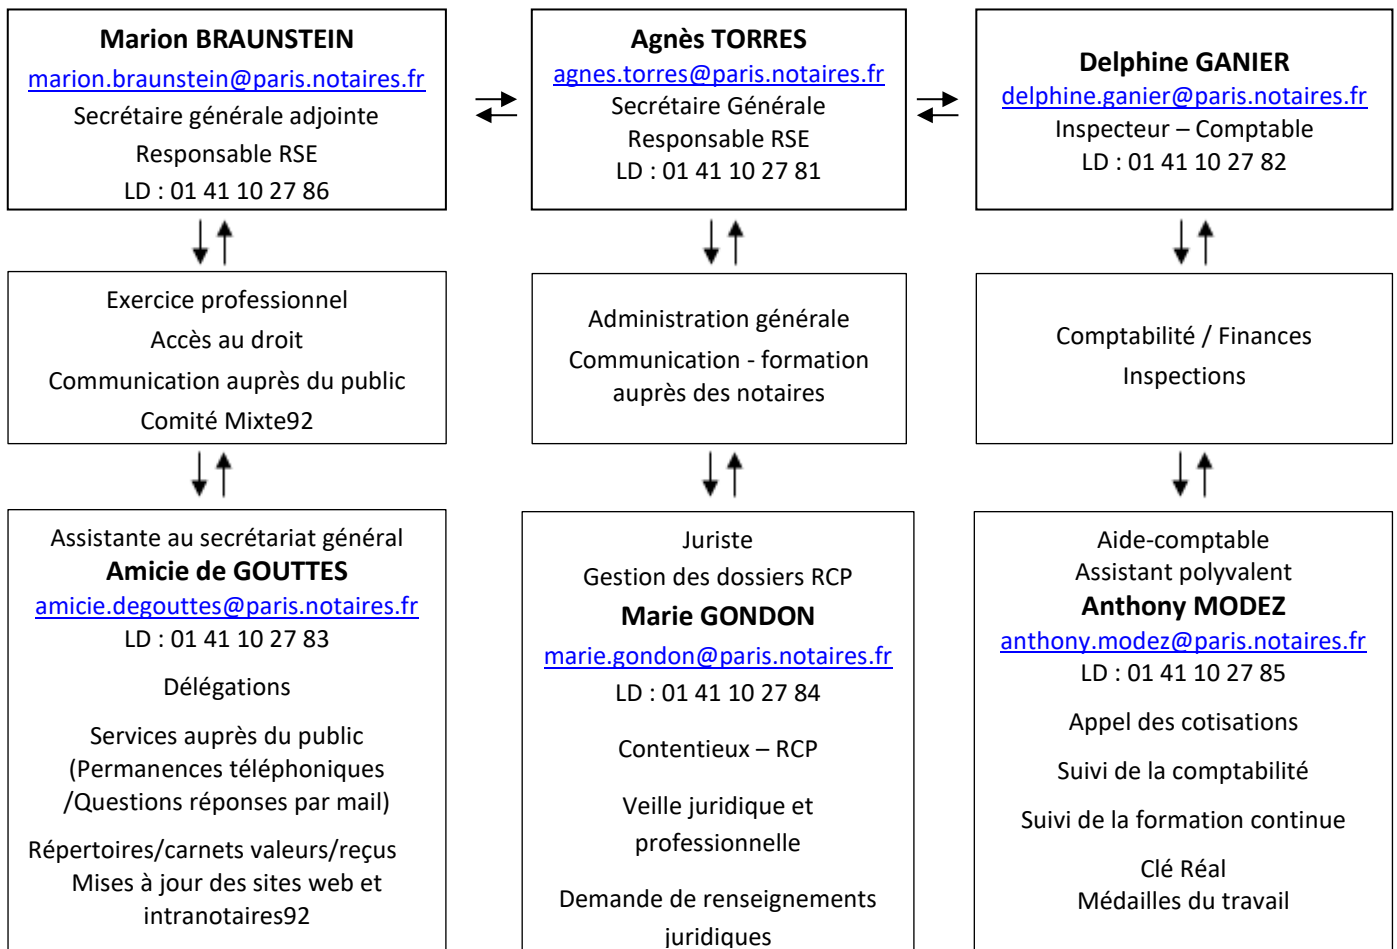 Marion BRAUNSTEIN
marion.braunstein@paris.notaires.fr
Secrétaire générale adjointe
Responsable RSE
LD : 01 41 10 27 86
Agnès TORRES
agnes.torres@paris.notaires.fr
Secrétaire Générale
Responsable RSE
LD : 01 41 10 27 81
Delphine GANIER
delphine.ganier@paris.notaires.fr
Inspecteur – Comptable
LD : 01 41 10 27 82
Exercice professionnel
Accès au droit
Communication auprès du public
Comité Mixte92
Administration générale
Communication - formation
auprès des notaires
Comptabilité / Finances
Inspections
Assistante au secrétariat général
Amicie de GOUTTES
amicie.degouttes@paris.notaires.fr
LD : 01 41 10 27 83
Délégations
Services auprès du public
(Permanences téléphoniques
/Questions réponses par mail)
Répertoires/carnets valeurs/reçus
Mises à jour des sites web et
intranotaires92
Juriste
Gestion des dossiers RCP
Marie GONDON
marie.gondon@paris.notaires.fr
LD : 01 41 10 27 84
Contentieux – RCP
Veille juridique et
professionnelle
Demande de renseignements
juridiques
Aide-comptable
Assistant polyvalent
Anthony MODEZ
anthony.modez@paris.notaires.fr
LD : 01 41 10 27 85
Appel des cotisations
Suivi de la comptabilité
Suivi de la formation continue
Clé Réal
Médailles du travail